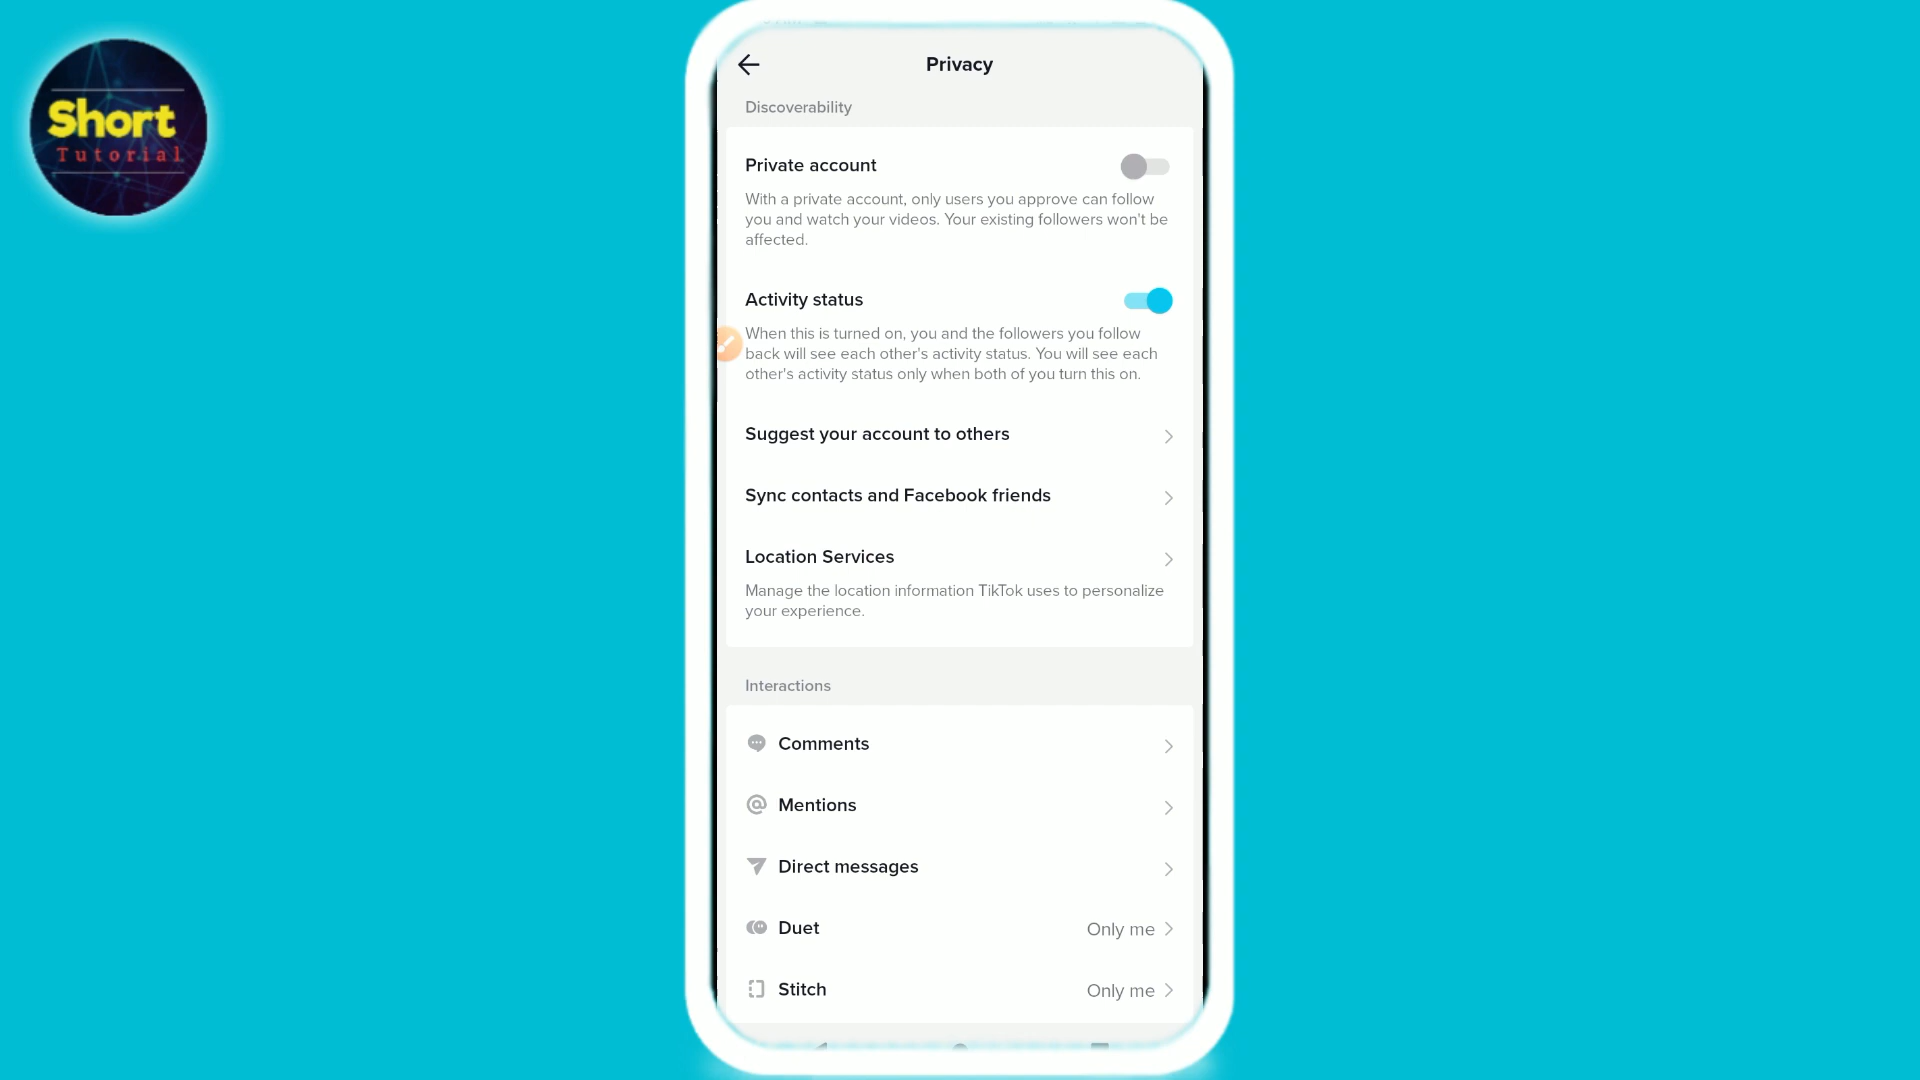 Short
Tutorial
Privacy
Discoverability
Private account
With a private account, only users you approve can follow
you and watch your videos. Your existing followers won't be
affected.
Activity status
When this is turned on, you and the followers you follow
back will see each other's activity status. You will see each
other's activity status only when both of you turn this on.
Suggest your account to others
Sync contacts and Facebook friends
Location Services
Manage the location information TikTok uses to personalize
your experience.
Interactions
Comments
Mentions
Direct messages
Duet Only me
Stitch Only me